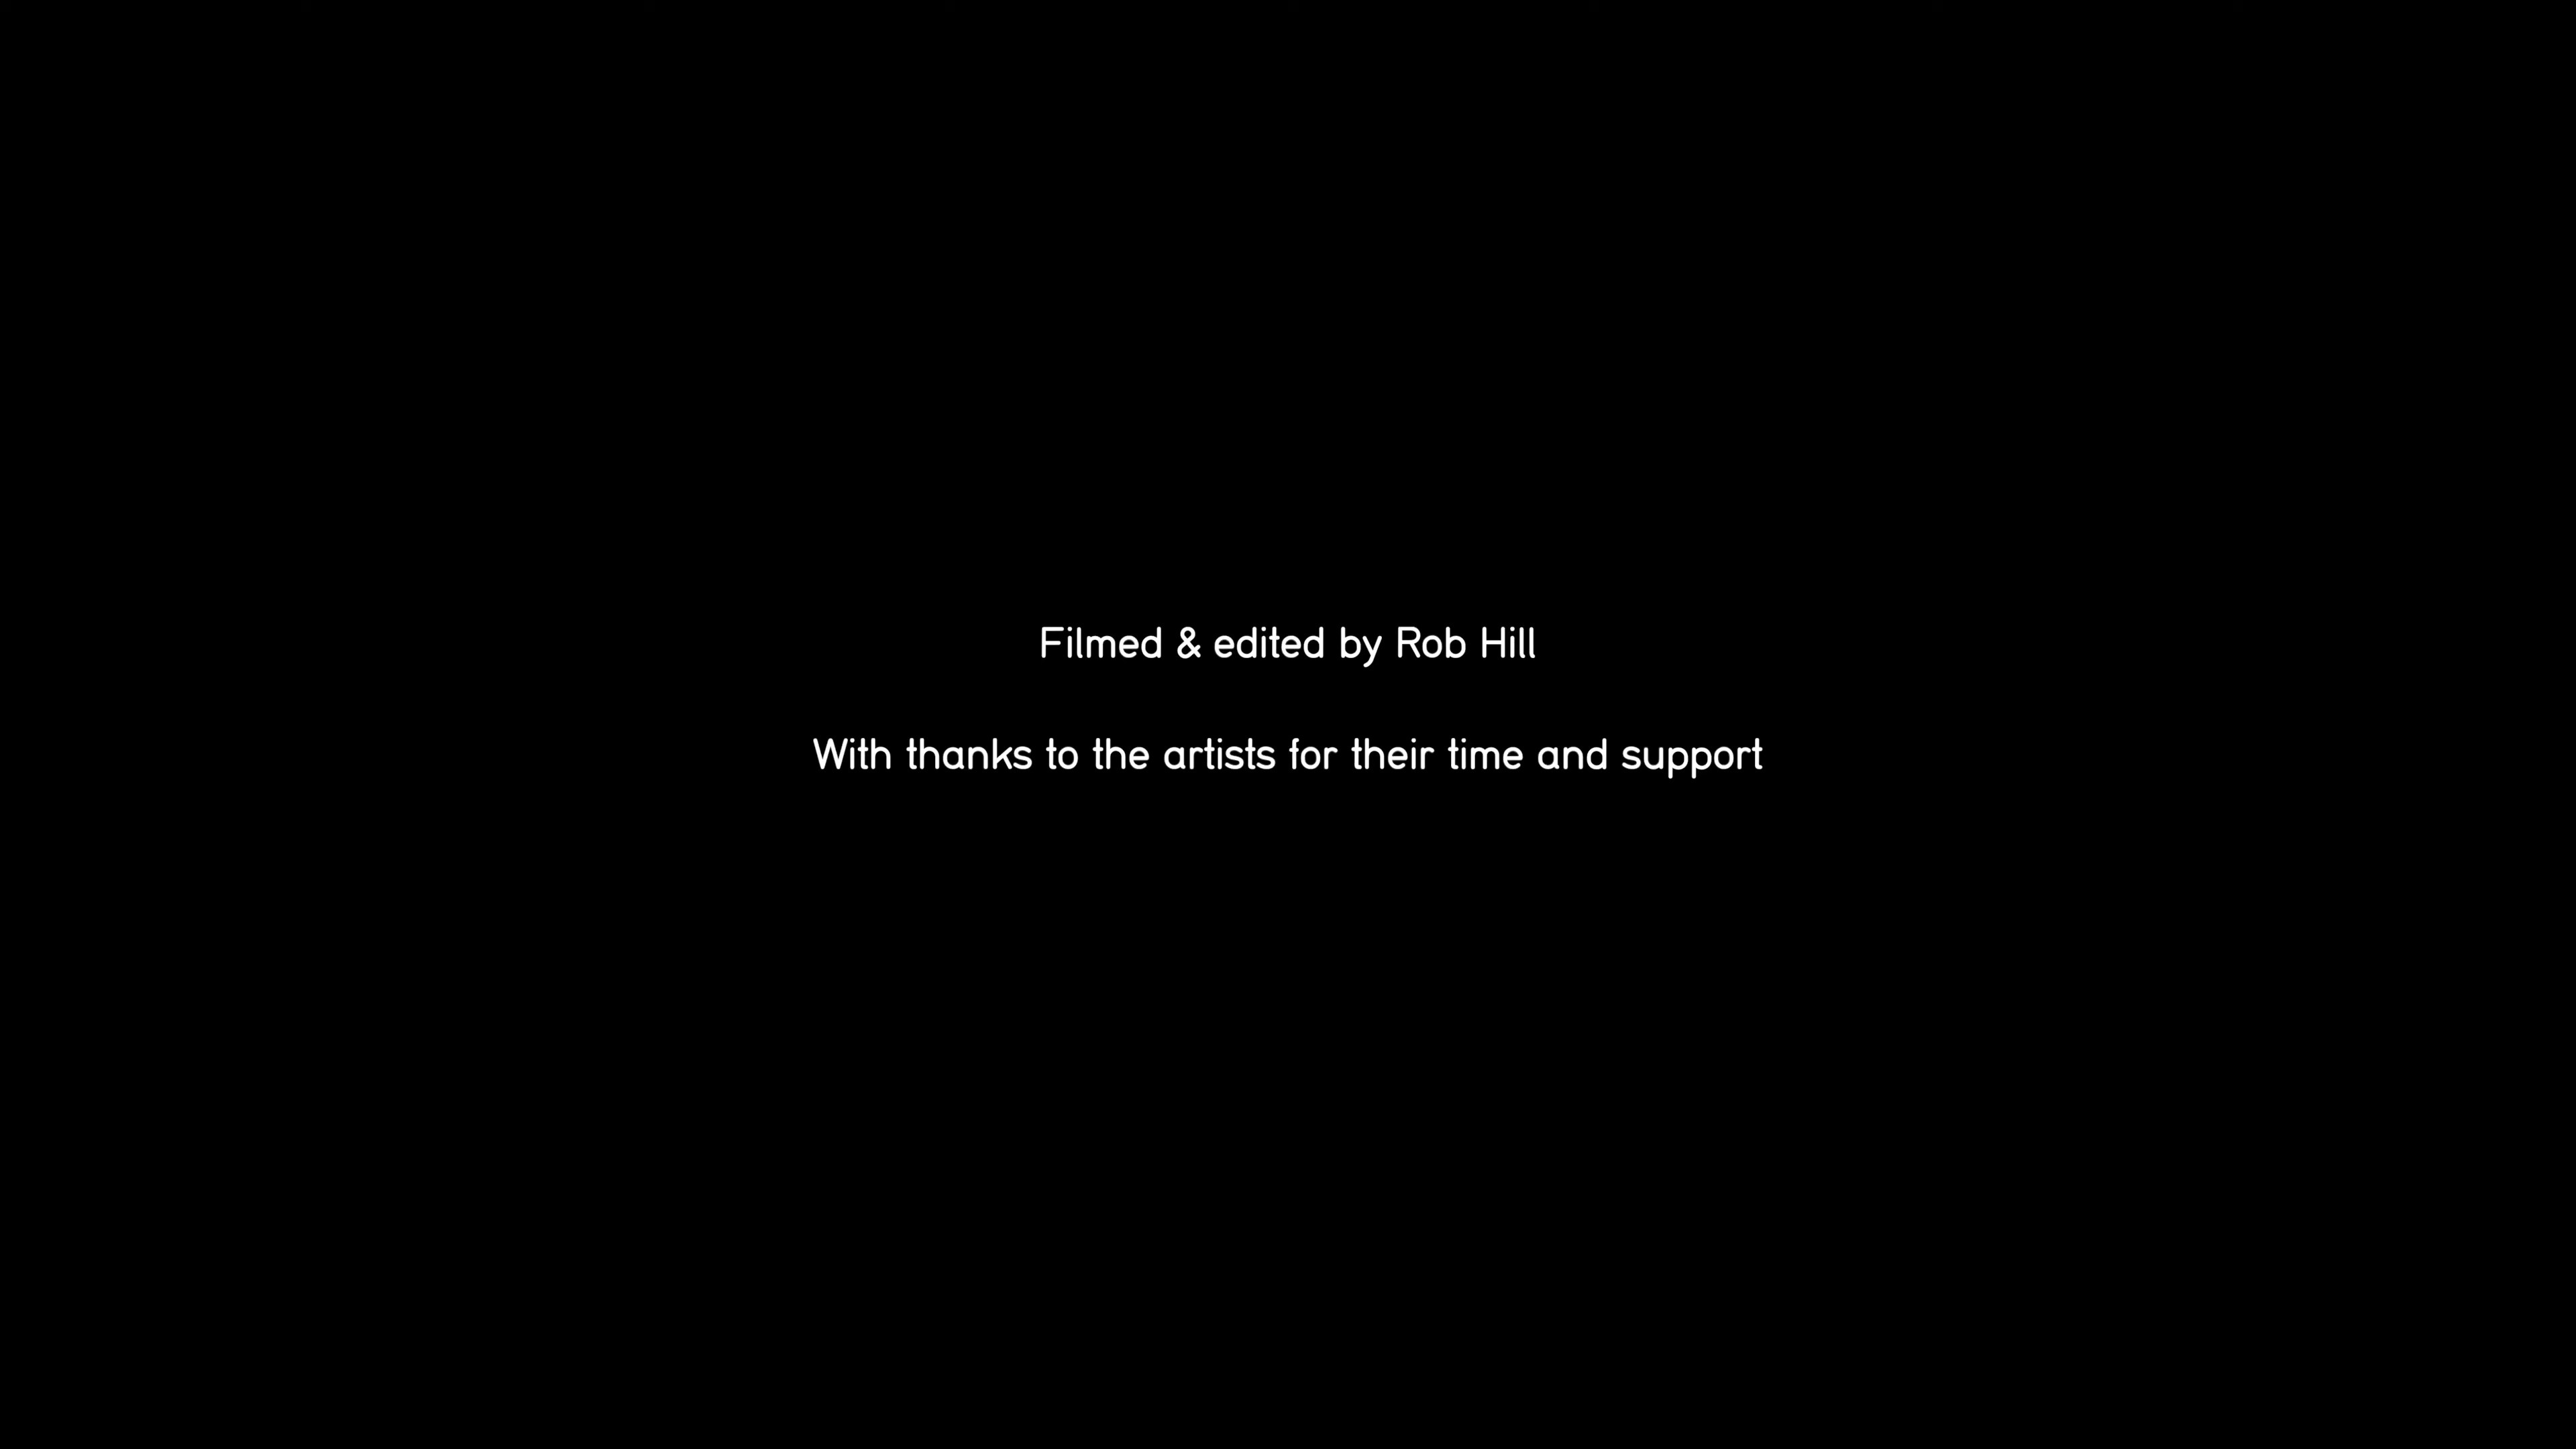 Filmed & edited by Rob Hill
With thanks to the artists for their time and support